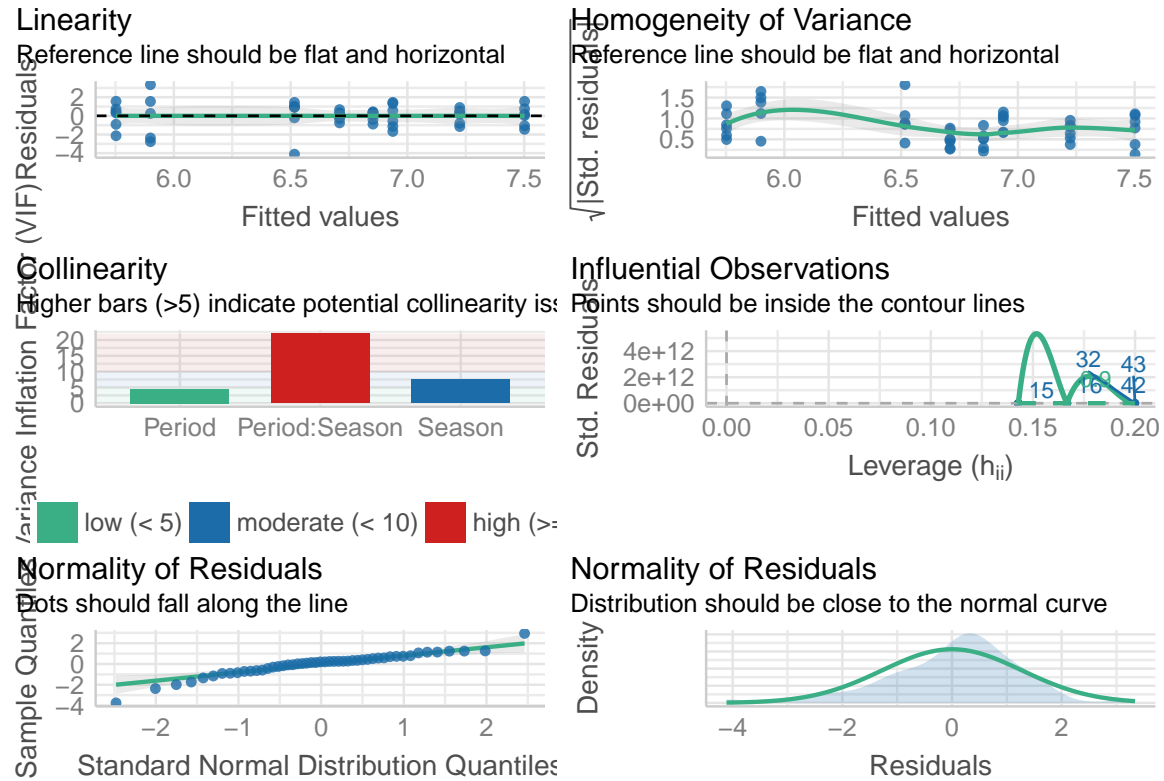 Linearity
Reference line should be flat and horizontal
Residuals
2
0
−2
−4
6.0 6.5 7.0 7.5
Fitted values
Homogeneity of Variance
Reference line should be flat and horizontal
√|Std. residuals|
1.5
1.0
0.5
6.0 6.5 7.0 7.5
Fitted values
Collinearity
Higher bars (>5) indicate potential collinearity iss
Variance Inflation Factor (VIF)
20
15
10
5
0
Period Period:Season Season
low (< 5) moderate (< 10) high (>=
Influential Observations
Points should be inside the contour lines
Std. Residuals
4e+12
2e+12
0e+00
32
43
15
16
42
0.00 0.05 0.10 0.15 0.20
Leverage (hii)
Normality of Residuals
Dots should fall along the line
Sample Quantiles
2
0
−2
−4
−2 −1 0 1 2
Standard Normal Distribution Quantiles
Normality of Residuals
Distribution should be close to the normal curve
Density
−4 −2 0 2
Residuals